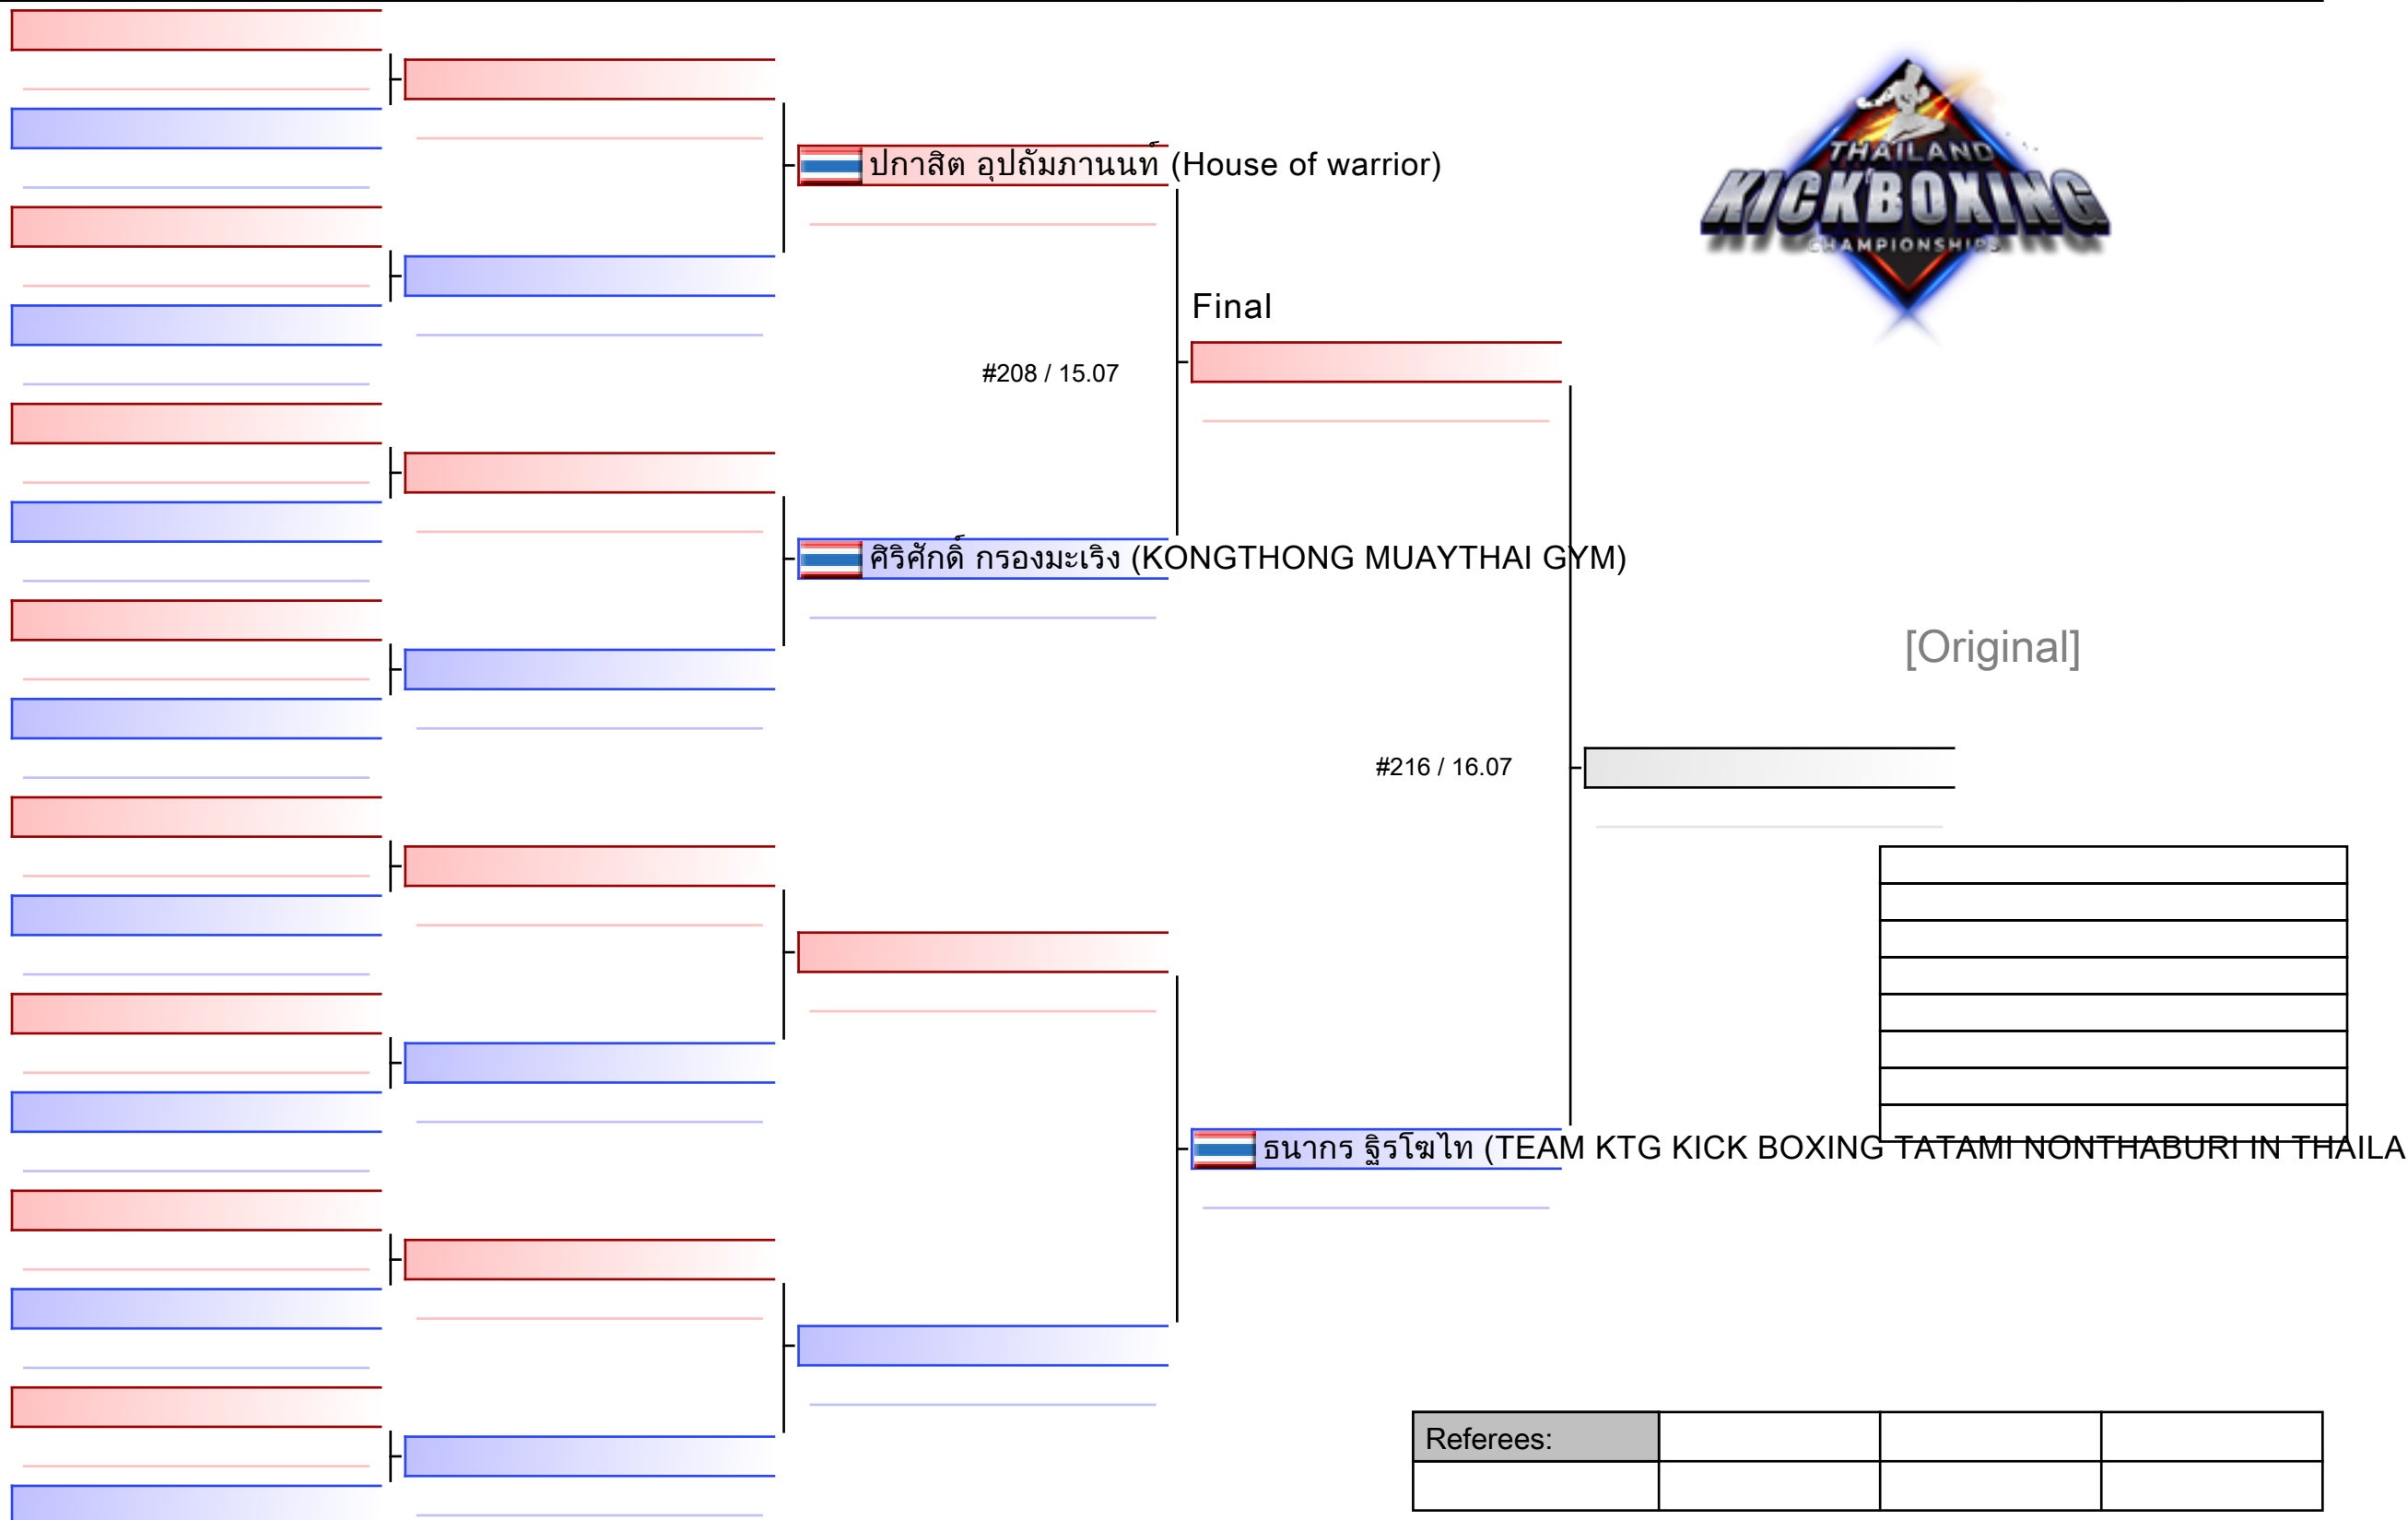 THAILAND
KICKBOXING
CHAMPIONSHIPS
ปกาสิต อุปถัมภานนท์ (House of warrior)
Final
#208 / 15.07
ศิริศักดิ์ กรองมะเริง (KONGTHONG MUAYTHAI GYM)
[Original]
#216 / 16.07
ธนากร ฐิรโฆไท (TEAM KTG KICK BOXING TATAMI NONTHABURI IN THAILA
Referees: